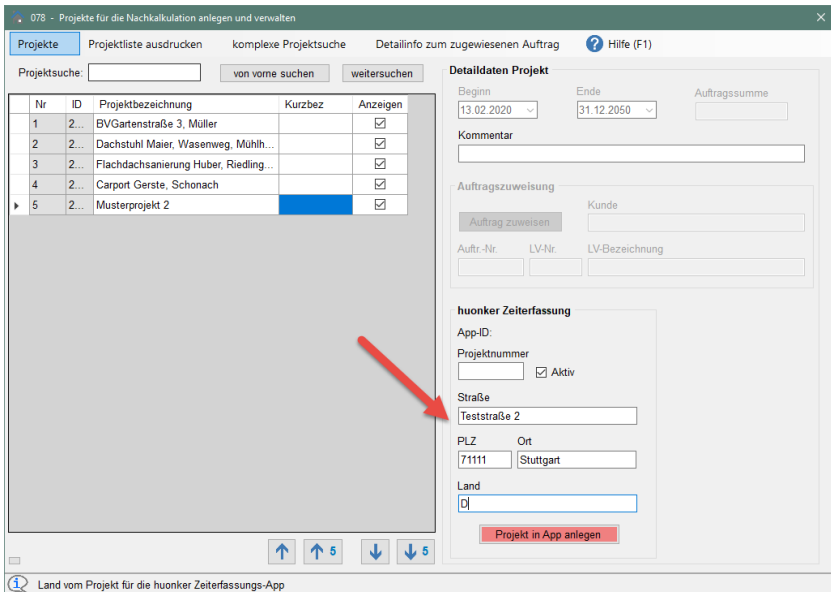 078 - Projekte für die Nachkalkulation anlegen und verwalten
Projekte Projektliste ausdrucken komplexe Projektsuche Detailinfo zum zugewiesenen Auftrag ? Hilfe (F1)
Projektsuche: von vorne suchen weitersuchen
Nr ID Projektbezeichnung Kurzbez Anzeigen
1 2... BVGartenstraße 3, Müller
2 2... Dachstuhl Maier, Wasenweg, Mühlh...
3 2... Flachdachsanierung Huber, Riedling...
4 2... Carport Gerste, Schonach
5 2... Musterprojekt 2
5 5
Detaildaten Projekt
Beginn Ende Auftragssumme
13.02.2020 31.12.2050
Kommentar
Auftragszuweisung
Kunde
Auftrag zuweisen
Auftr.-Nr. LV-Nr. LV-Bezeichnung
huonker Zeiterfassung
App-ID:
Projektnummer
Aktiv
Straße
Teststraße 2
PLZ Ort
71111 Stuttgart
Land
D
Projekt in App anlegen
Land vom Projekt für die huonker Zeiterfassungs-App